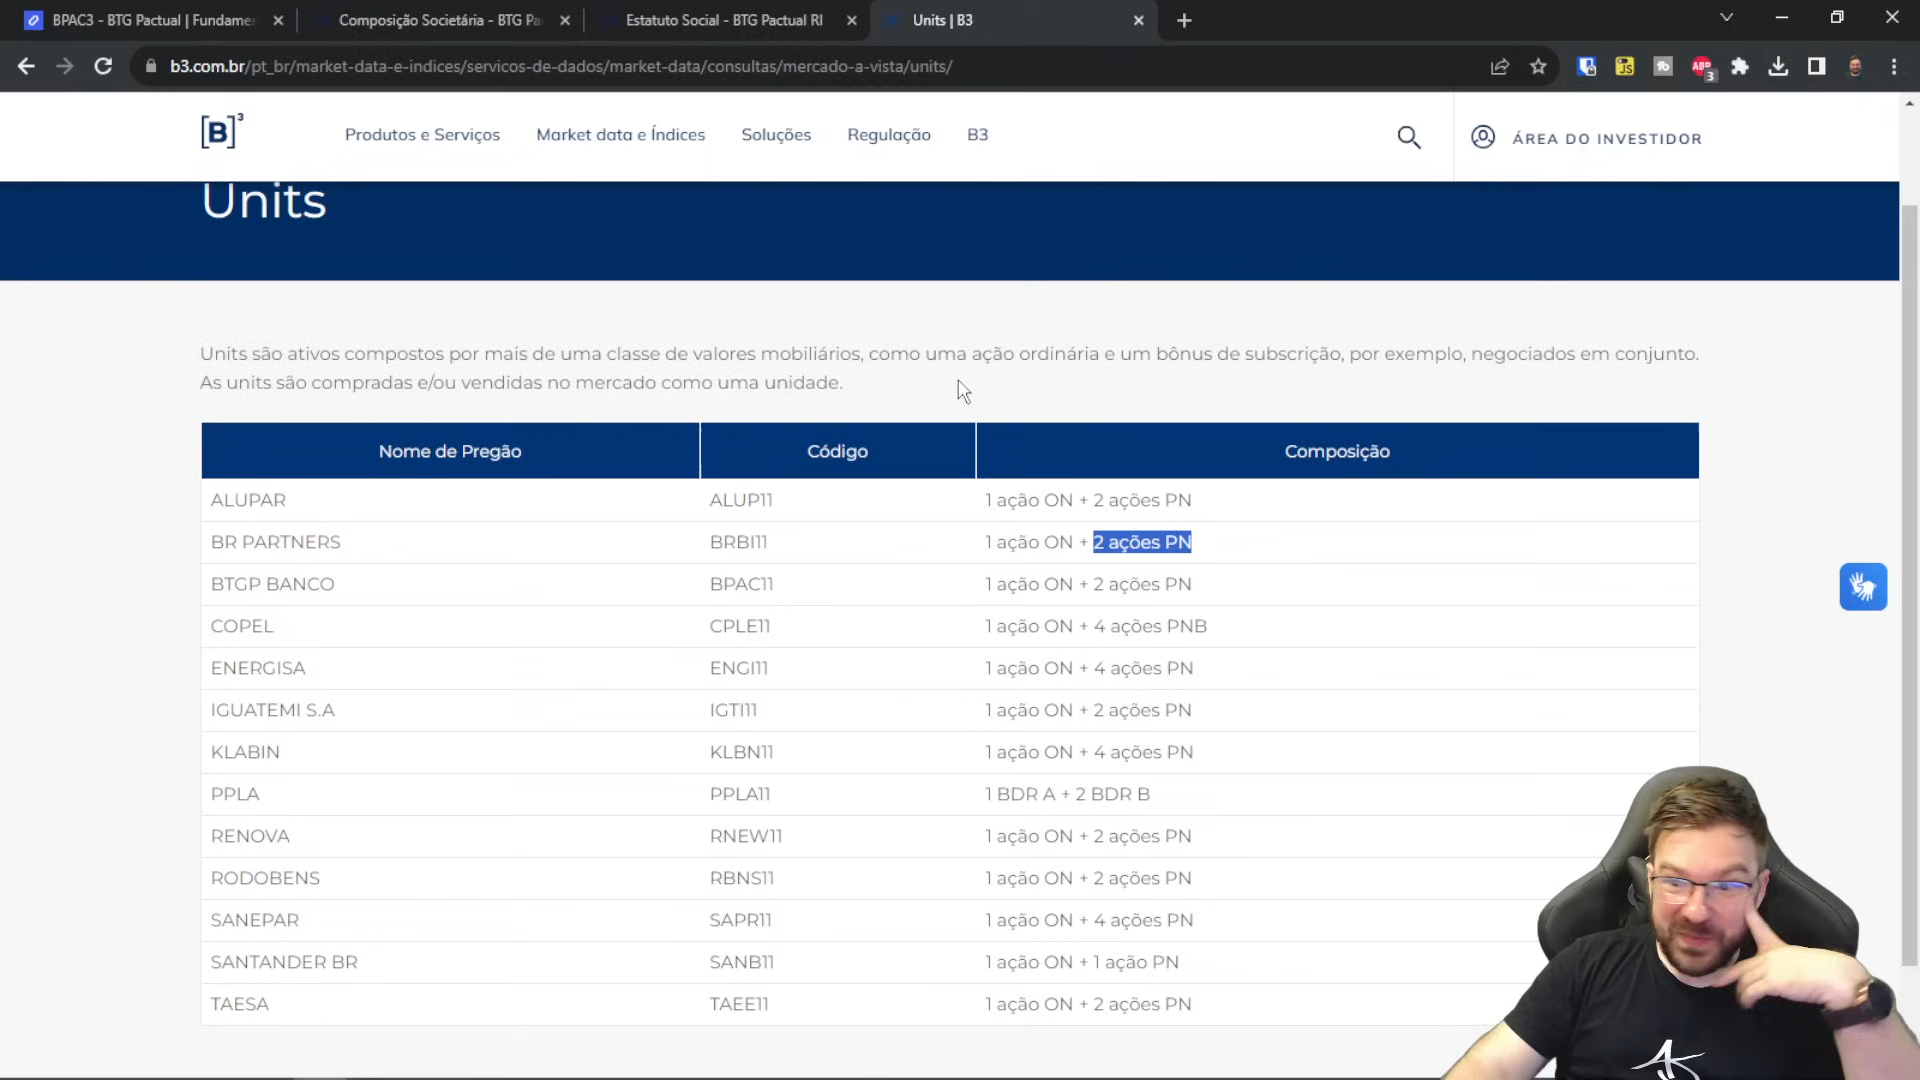 BPAC3 - BTG Pactual | Fundamen
Composição Societária - BTG Pa
Estatuto Social - BTG Pactual RI
Units | B3
b3.com.br/pt_br/market-data-e-indices/servicos-de-dados/market-data/consultas/mercado-a-vista/units/
JS
ABP
3
[B]³
Produtos e Serviços
Market data e Índices
Soluções
Regulação
B3
ÁREA DO INVESTIDOR
Units
Units são ativos compostos por mais de uma classe de valores mobiliários, como uma ação ordinária e um bônus de subscrição, por exemplo, negociados em conjunto.
As units são compradas e/ou vendidas no mercado como uma unidade.
Nome de Pregão Código Composição
ALUPAR ALUP11 1 ação ON + 2 ações PN
BR PARTNERS BRBI11 1 ação ON + 2 ações PN
BTGP BANCO BPAC11 1 ação ON + 2 ações PN
COPEL CPLE11 1 ação ON + 4 ações PNB
ENERGISA ENGI11 1 ação ON + 4 ações PN
IGUATEMI S.A IGTI11 1 ação ON + 2 ações PN
KLABIN KLBN11 1 ação ON + 4 ações PN
PPLA PPLA11 1 BDR A + 2 BDR B
RENOVA RNEW11 1 ação ON + 2 ações PN
RODOBENS RBNS11 1 ação ON + 2 ações PN
SANEPAR SAPR11 1 ação ON + 4 ações PN
SANTANDER BR SANB11 1 ação ON + 1 ação PN
TAESA TAEE11 1 ação ON + 2 ações PN